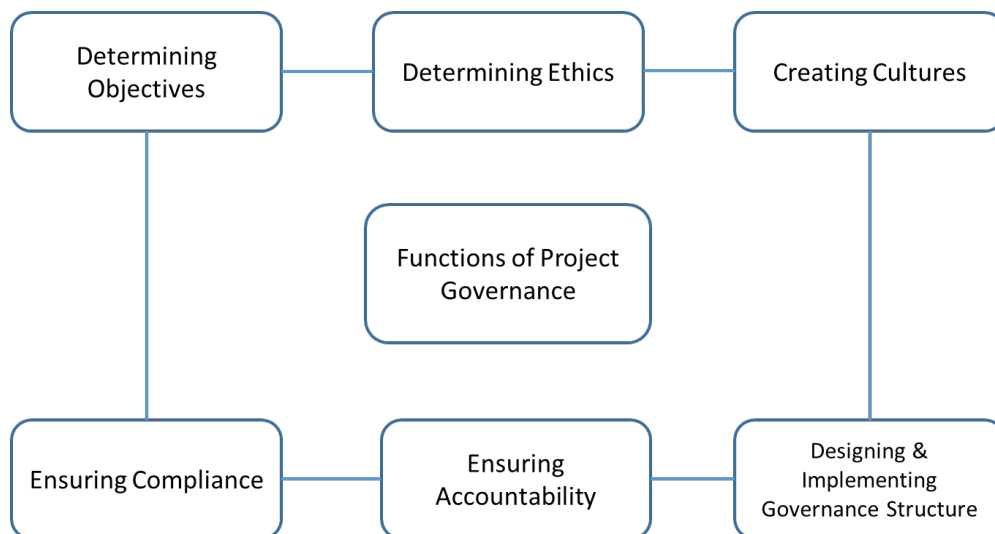 Determining
Objectives
Determining Ethics
Creating Cultures
Functions of Project
Governance
Ensuring Compliance
Ensuring
Accountability
Designing &
Implementing
Governance Structure